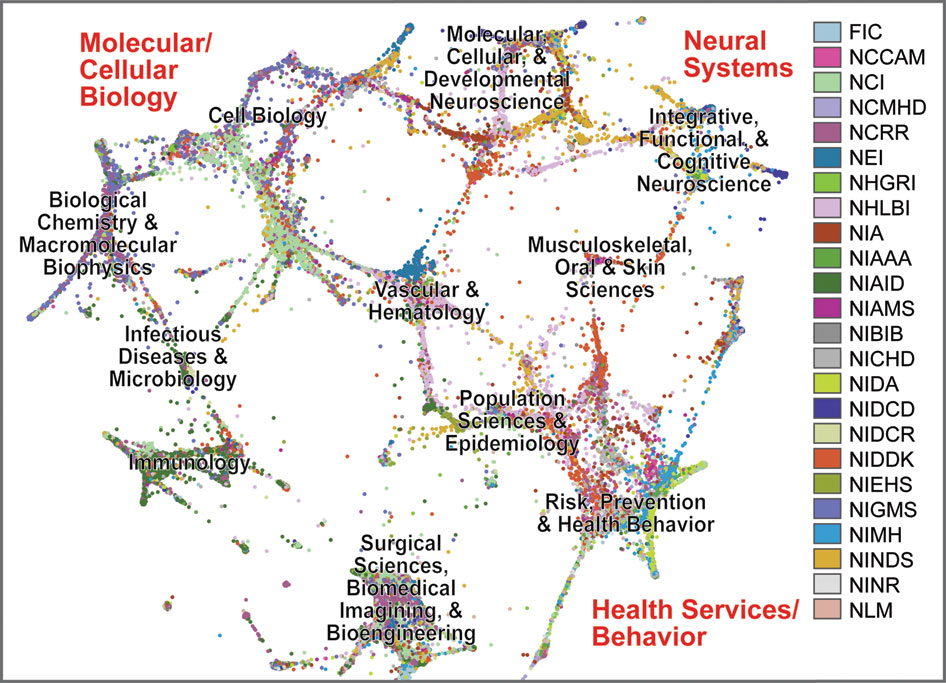 Molecular/
Cellular
Biology
Molecular,
Cellular, &
Developmental
Neuroscience
Neural
Systems
Cell Biology
Integrative,
Functional, &
Cognitive
Neuroscience
Biological
Chemistry &
Macromolecular
Biophysics
Musculoskeletal,
Oral & Skin
Sciences
Vascular &
Hematology
Infectious
Diseases &
Microbiology
Population
Sciences &
Epidemiology
Immunology
Risk, Prevention
& Health Behavior
Surgical
Sciences,
Biomedical
Imagining, &
Bioengineering
Health Services/
Behavior
FIC
NCCAM
NCI
NCMHD
NCRR
NEI
NHGRI
NHLBI
NIA
NIAAA
NIAID
NIAMS
NIBIB
NICHD
NIDA
NIDCD
NIDCR
NIDDK
NIEHS
NIGMS
NIMH
NINDS
NINR
NLM